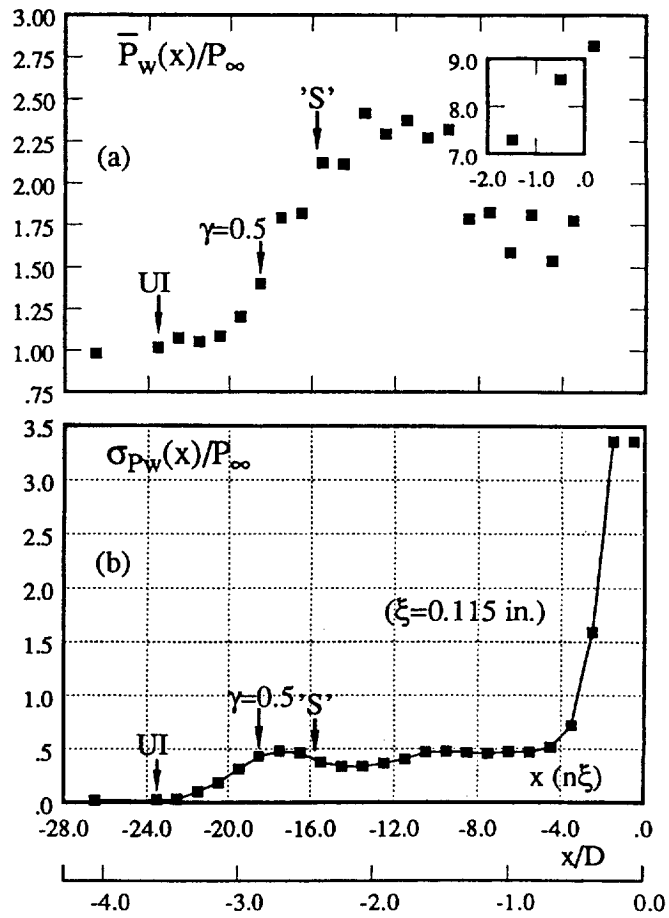 3.00
P̅w(x)/P∞
2.75
2.50
'S'
9.0
2.25
(a)
8.0
2.00
7.0
-2.0 -1.0 .0
1.75
γ=0.5
1.50
UI
1.25
1.00
.75
3.5
σPw(x)/P∞
3.0
2.5
(b)
2.0
(ξ=0.115 in.)
1.5
1.0
γ=0.5 'S'
UI
.5
x (nξ)
.0
-28.0 -24.0 -20.0 -16.0 -12.0 -8.0 -4.0 .0
x/D
-4.0 -3.0 -2.0 -1.0 0.0